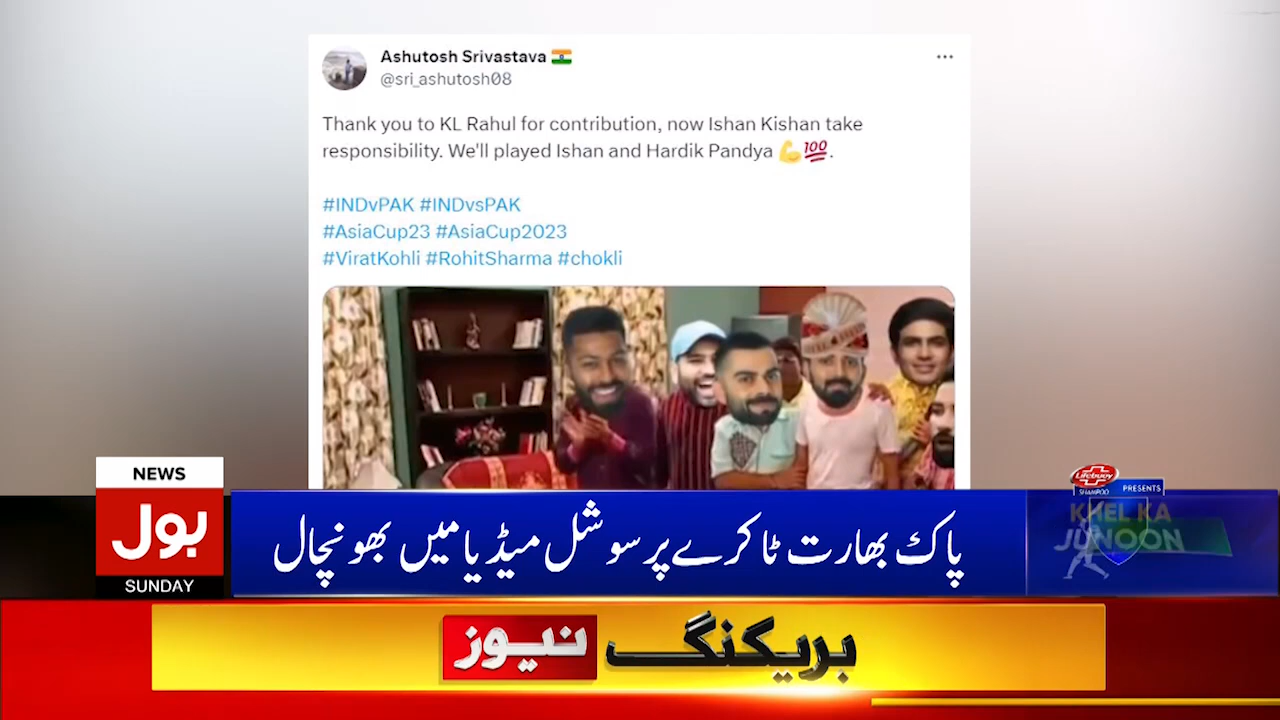 Ashutosh Srivastava
@sri_ashutosh08
Thank you to KL Rahul for contribution, now Ishan Kishan take
responsibility. We'll played Ishan and Hardik Pandya 💪💯.
#INDvPAK #INDvsPAK
#AsiaCup23 #AsiaCup2023
#ViratKohli #RohitSharma #chokli
NEWS
بول
SUNDAY
پاک بھارت ٹاکرے پر سوشل میڈیا میں بھونچال
Lifebuoy
SHAMPOO PRESENTS
KHEL KA
JUNOON
بریکنگ نیوز